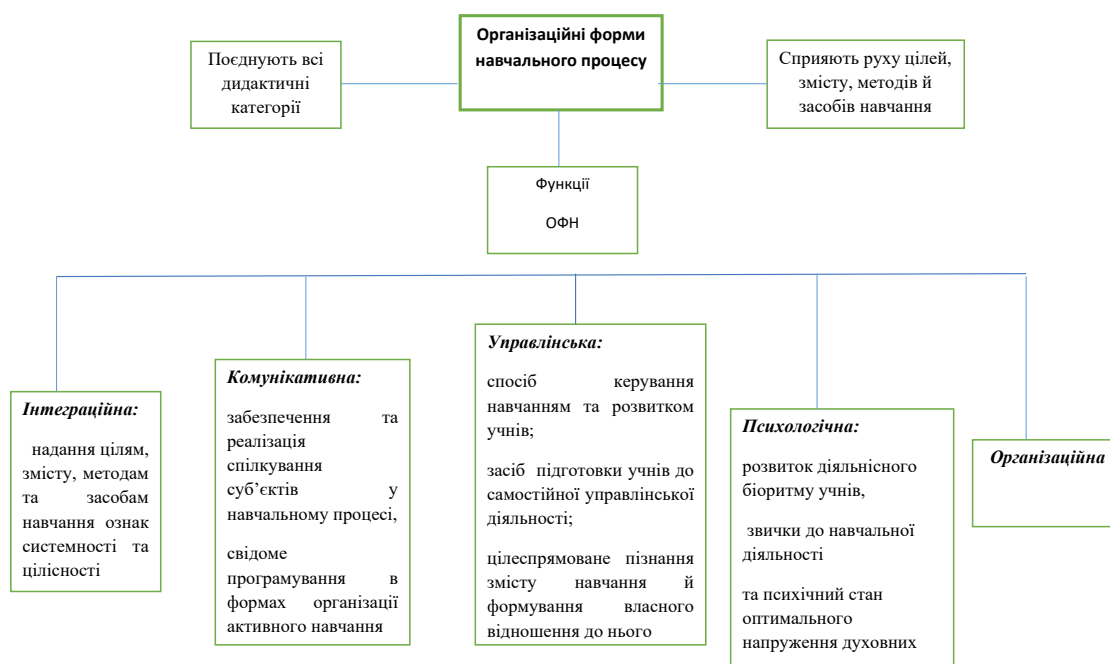 Організаційні форми
навчального процесу
Поєднують всі
дидактичні
категорії
Сприяють руху цілей,
змісту, методів й
засобів навчання
Функції
ОФН
Інтеграційна:
надання цілям,
змісту, методам
та засобам
навчання ознак
системності та
цілісності
Комунікативна:
забезпечення та
реалізація
спілкування
суб’єктів у
навчальному процесі,
свідоме
програмування в
формах організації
активного навчання
Управлінська:
спосіб керування
навчанням та розвитком
учнів;
засіб підготовки учнів до
самостійної управлінської
діяльності;
цілеспрямоване пізнання
змісту навчання й
формування власного
відношення до нього
Психологічна:
розвиток діяльнісного
біоритму учнів,
звички до навчальної
діяльності
та психічний стан
оптимального
напруження духовних
Організаційна